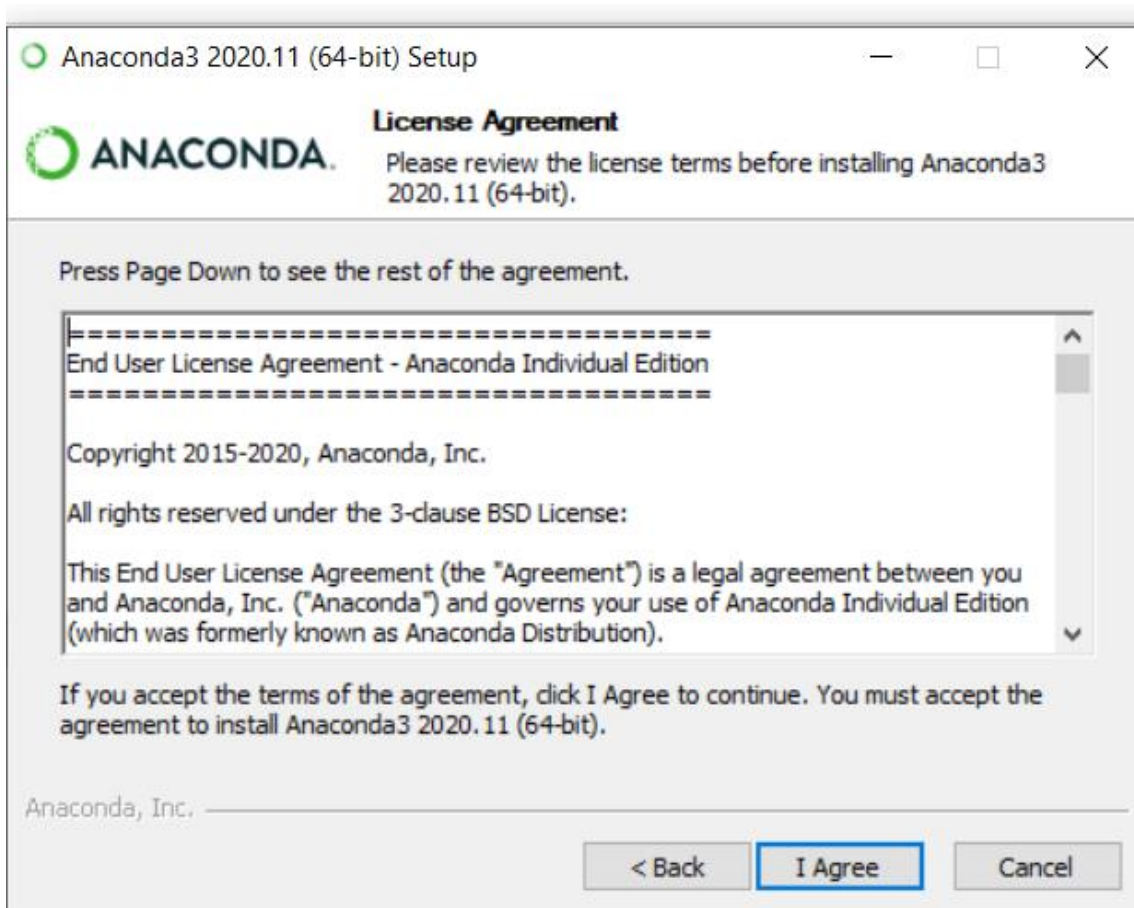 Anaconda3 2020.11 (64-bit) Setup
ANACONDA.
License Agreement
Please review the license terms before installing Anaconda3
2020.11 (64-bit).
Press Page Down to see the rest of the agreement.
===================================
End User License Agreement - Anaconda Individual Edition
===================================
Copyright 2015-2020, Anaconda, Inc.
All rights reserved under the 3-clause BSD License:
This End User License Agreement (the "Agreement") is a legal agreement between you
and Anaconda, Inc. ("Anaconda") and governs your use of Anaconda Individual Edition
(which was formerly known as Anaconda Distribution).
If you accept the terms of the agreement, click I Agree to continue. You must accept the
agreement to install Anaconda3 2020.11 (64-bit).
Anaconda, Inc.
< Back
I Agree
Cancel